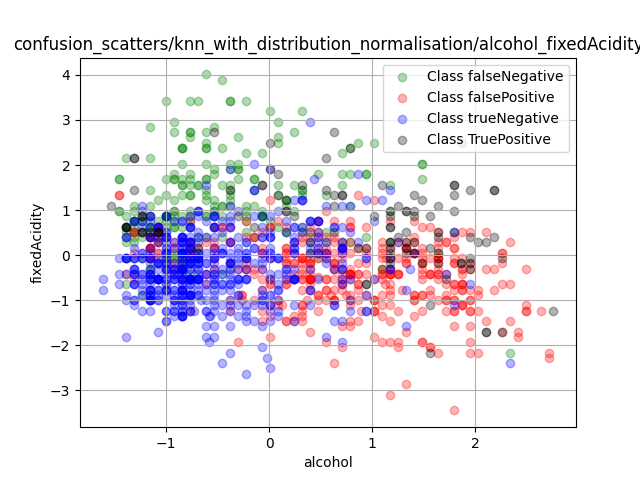 confusion_scatters/knn_with_distribution_normalisation/alcohol_fixedAcidity
Class falseNegative
Class falsePositive
Class trueNegative
Class TruePositive
4
3
2
1
0
−1
−2
−3
fixedAcidity
−1 0 1 2
alcohol